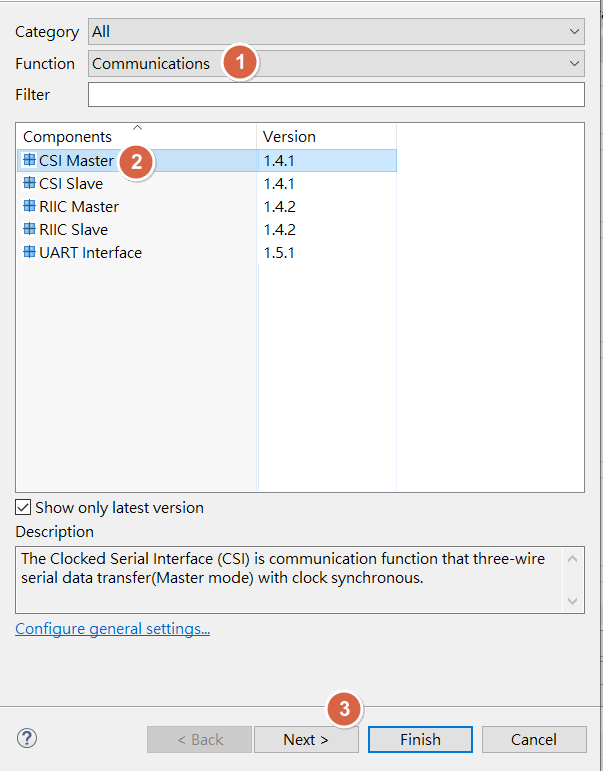 Category All
Function Communications 1
Filter
Components Version
CSI Master 2 1.4.1
CSI Slave 1.4.1
RIIC Master 1.4.2
RIIC Slave 1.4.2
UART Interface 1.5.1
Show only latest version
Description
The Clocked Serial Interface (CSI) is communication function that three-wire
serial data transfer(Master mode) with clock synchronous.
Configure general settings...
3
? < Back Next > Finish Cancel